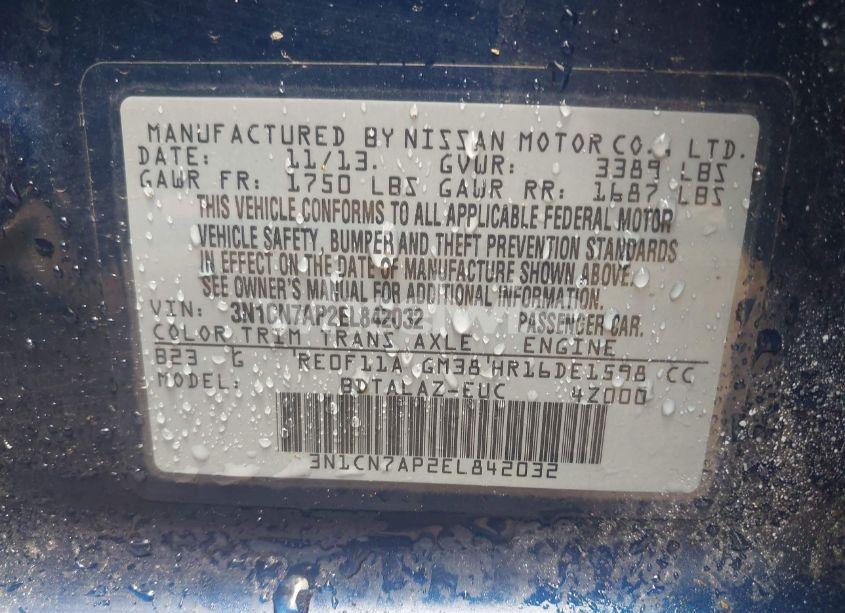 MANUFACTURED BY NISSAN MOTOR CO., LTD.
DATE: 11/13. GVWR: 3389 LBS
GAWR FR: 1750 LBS GAWR RR: 1687 LBS
THIS VEHICLE CONFORMS TO ALL APPLICABLE FEDERAL MOTOR
VEHICLE SAFETY, BUMPER AND THEFT PREVENTION STANDARDS
IN EFFECT ON THE DATE OF MANUFACTURE SHOWN ABOVE.
SEE OWNER'S MANUAL FOR ADDITIONAL INFORMATION.
VIN: 3N1CN7AP2EL842032 PASSENGER CAR.
COLOR TRIM TRANS AXLE ENGINE
B23 G RE0F11A GM38 HR16DE1598 CC
MODEL: BDTALAZ-EUC 4Z000
3N1CN7AP2EL842032